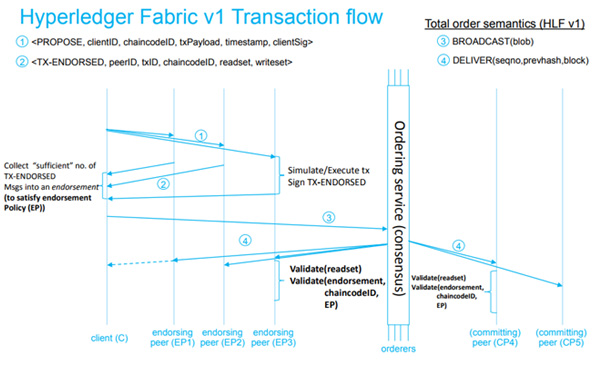 Hyperledger Fabric v1 Transaction flow
① <PROPOSE, clientID, chaincodeID, txPayload, timestamp, clientSig>
② <TX-ENDORSED, peerID, txID, chaincodeID, readset, writeset>
Total order semantics (HLF v1)
③ BROADCAST(blob)
④ DELIVER(seqno,prevhash,block)
①
Collect "sufficient" no. of
TX-ENDORSED
Msgs into an endorsement
(to satisfy endorsement
Policy (EP))
②
Simulate/Execute tx
Sign TX-ENDORSED
③
Ordering service (consensus)
④
④
Validate(readset)
Validate(endorsement,
chaincodeID,
EP)
Validate(readset)
Validate(endorsement,
chaincodeID,
EP)
client (C)
endorsing
peer (EP1)
endorsing
peer (EP2)
endorsing
peer (EP3)
orderers
(committing)
peer (CP4)
(committing)
peer (CP5)